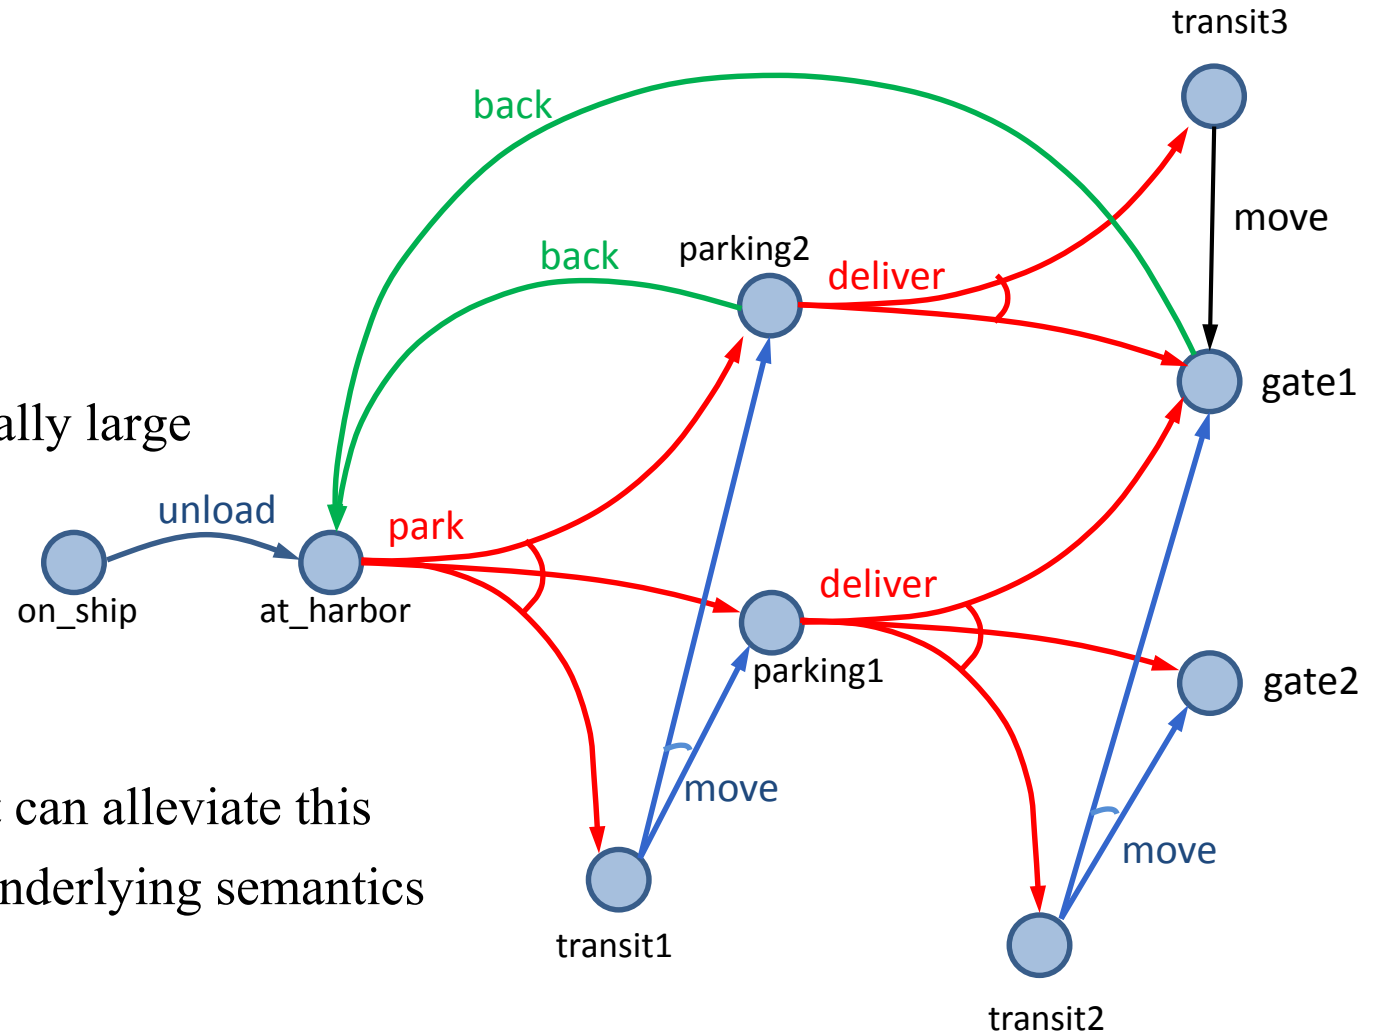 transit3
back
move
parking2
back
deliver
gate1
ally large
unload
park
deliver
on_ship
at_harbor
parking1
gate2
move
t can alleviate this
move
nderlying semantics
transit1
transit2